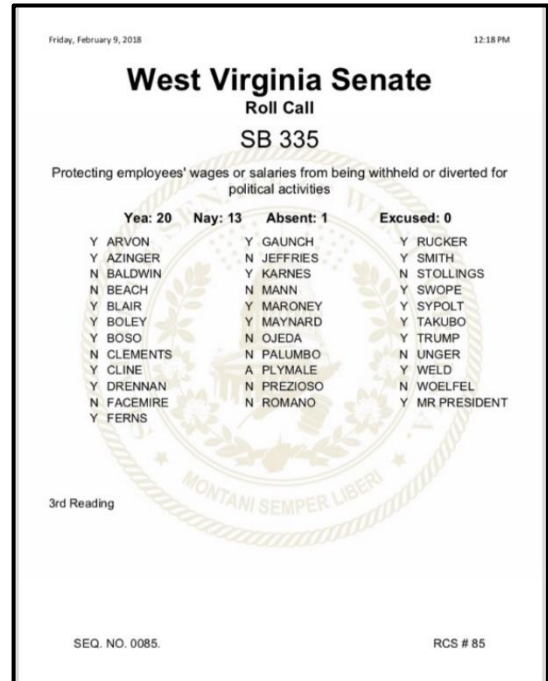 Friday, February 9, 2018 12:18 PM
West Virginia Senate
Roll Call
SB 335
Protecting employees' wages or salaries from being withheld or diverted for
political activities
Yea: 20 Nay: 13 Absent: 1 Excused: 0
Y ARVON Y GAUNCH Y RUCKER
Y AZINGER N JEFFRIES Y SMITH
N BALDWIN Y KARNES N STOLLINGS
N BEACH N MANN Y SWOPE
Y BLAIR Y MARONEY Y SYPOLT
Y BOLEY Y MAYNARD Y TAKUBO
Y BOSO N OJEDA Y TRUMP
N CLEMENTS N PALUMBO N UNGER
Y CLINE A PLYMALE Y WELD
Y DRENNAN N PREZIOSO N WOELFEL
N FACEMIRE N ROMANO Y MR PRESIDENT
Y FERNS
MONTANI SEMPER LIBERI
3rd Reading
SEQ. NO. 0085. RCS # 85